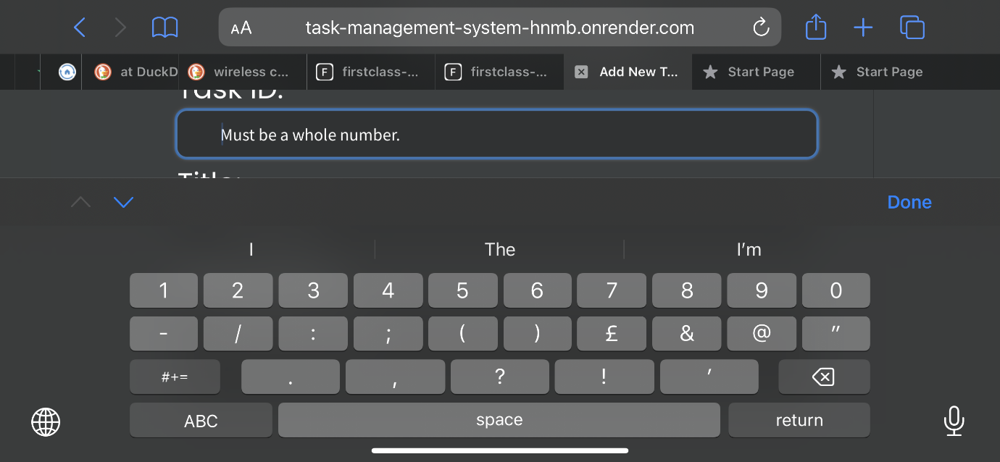 AA task-management-system-hnmb.onrender.com
at DuckD wireless c... F firstclass-... F firstclass-... Add New T... Start Page Start Page
Task ID:
Must be a whole number.
Title:
Done
I The I'm
1 2 3 4 5 6 7 8 9 0
- / : ; ( ) £ & @ "
#+= . , ? ! '
ABC space return